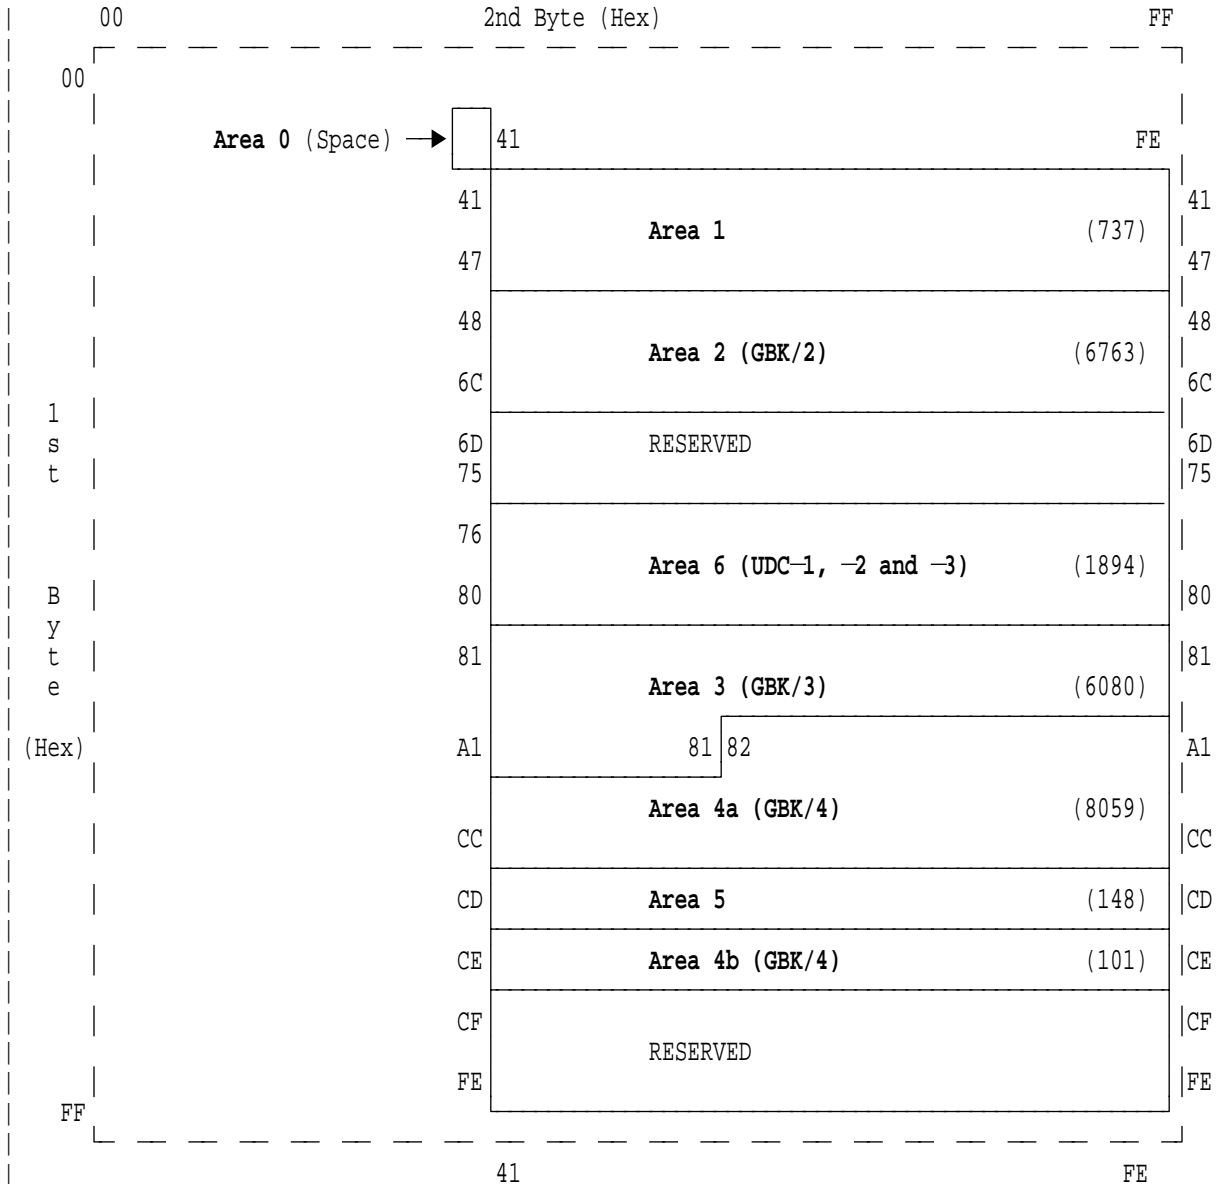 00 2nd Byte (Hex) FF
00
Area 0 (Space) 41 FE
41 41
Area 1 (737)
47 47
48 48
Area 2 (GBK/2) (6763)
6C 6C
1
s 6D RESERVED 6D
t 75 75
76
Area 6 (UDC—1, —2 and —3) (1894)
B 80 80
y
t 81 81
e Area 3 (GBK/3) (6080)
(Hex) A1 81 82 A1
Area 4a (GBK/4) (8059)
CC CC
CD Area 5 (148) CD
CE Area 4b (GBK/4) (101) CE
CF CF
RESERVED
FE FE
FF
41 FE